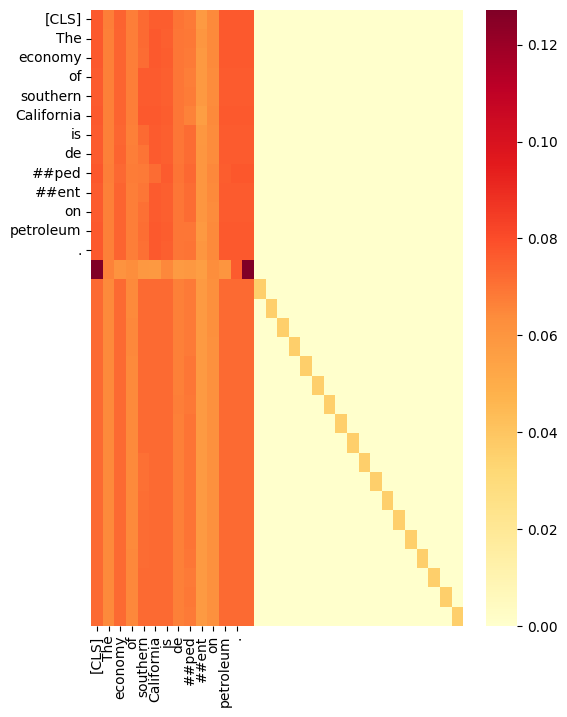 [CLS]
The
economy
of
southern
California
is
de
##ped
##ent
on
petroleum
.
0.12
0.10
0.08
0.06
0.04
0.02
0.00
[CLS]
The
economy
of
southern
California
is
de
##ped
##ent
on
petroleum
.